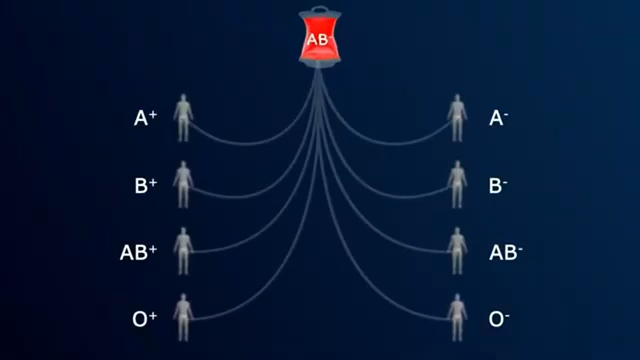 AB⁻
A⁺ A⁻
B⁺ B⁻
AB⁺ AB⁻
O⁺ O⁻